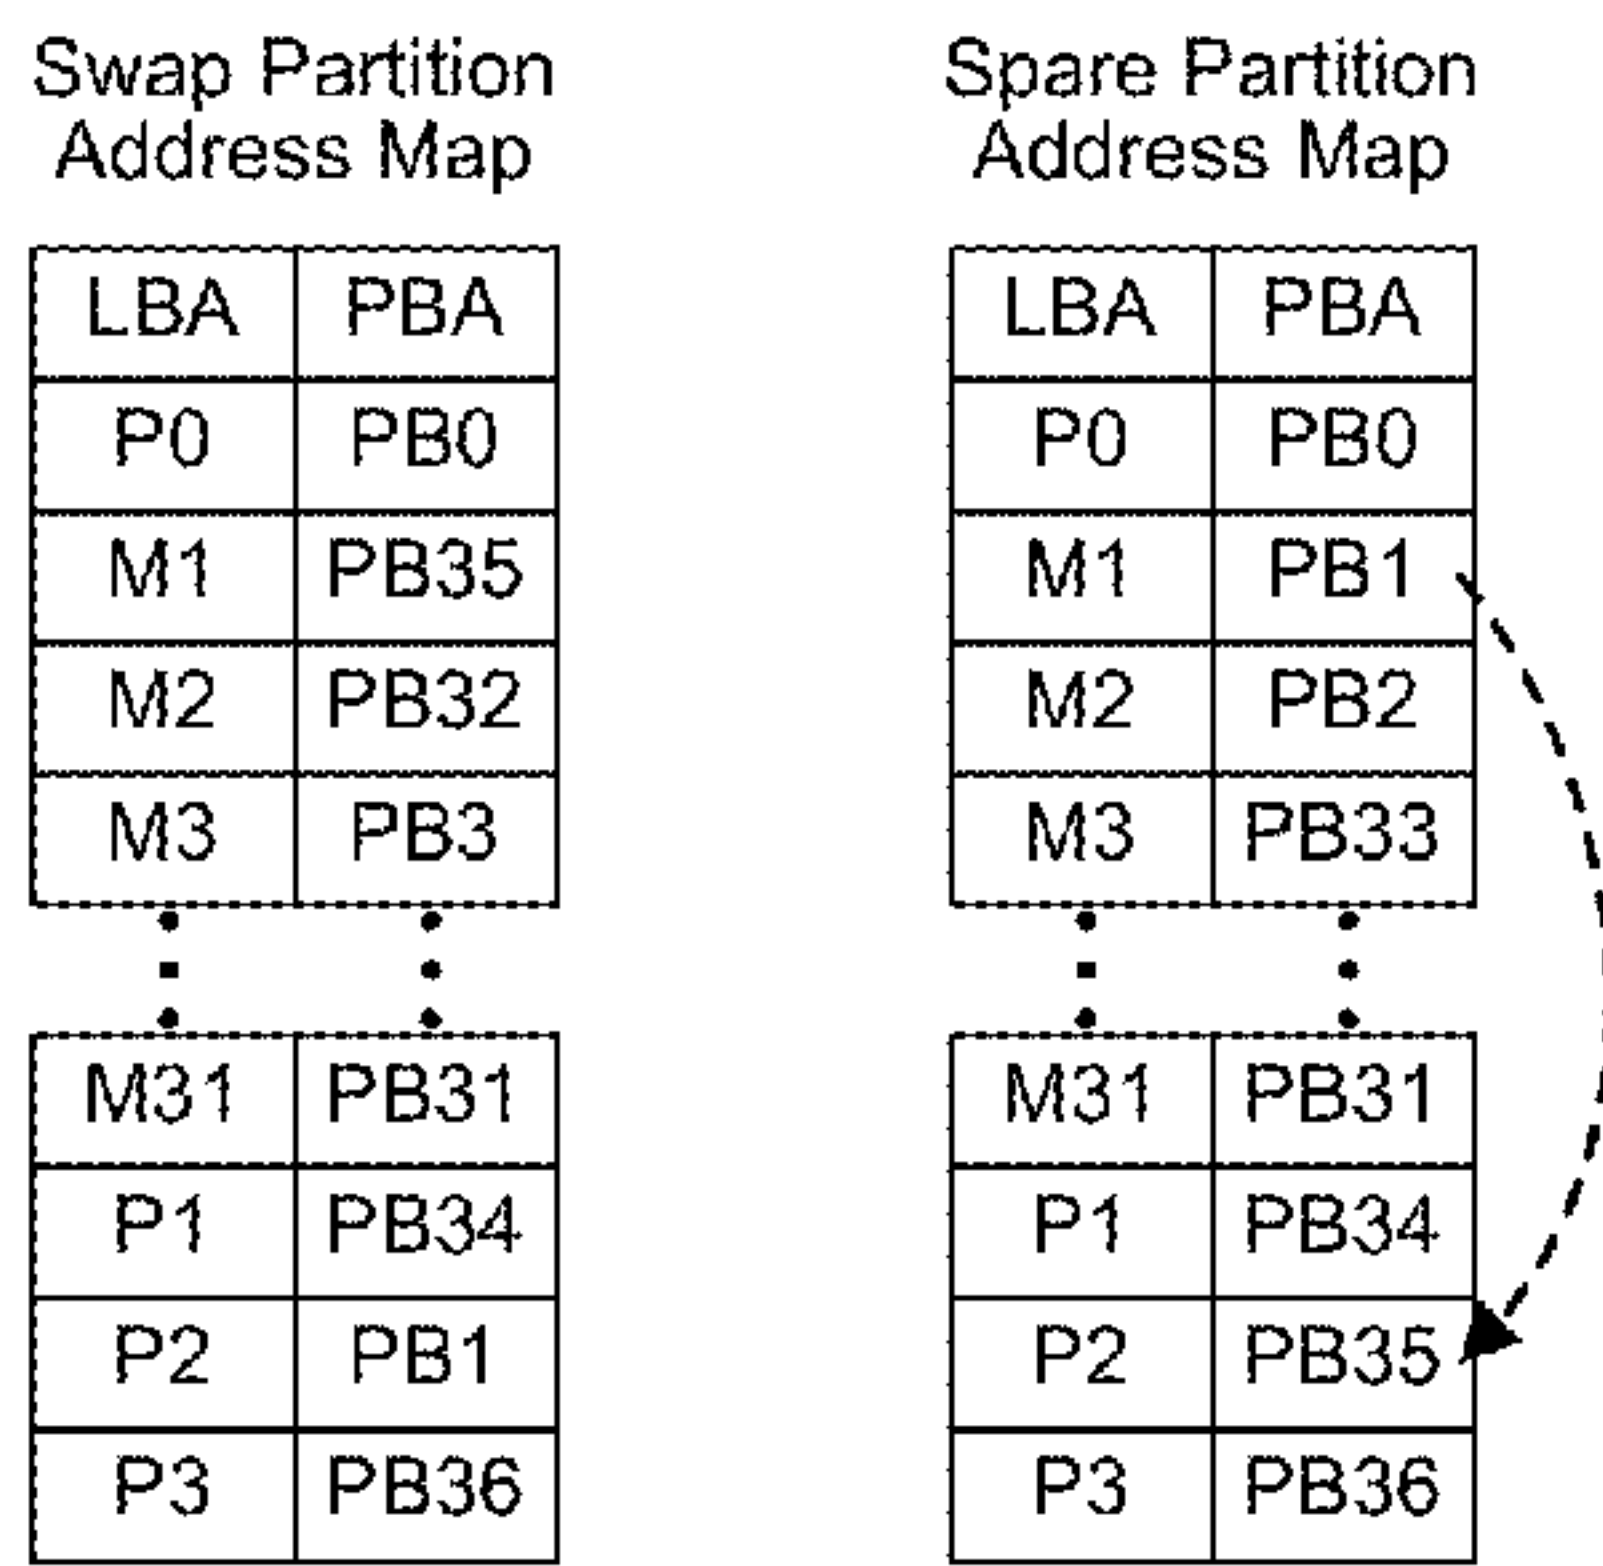 Swap Partition
Address Map
LBA PBA
P0 PB0
M1 PB35
M2 PB32
M3 PB3
M31 PB31
P1 PB34
P2 PB1
P3 PB36
Spare Partition
Address Map
LBA PBA
P0 PB0
M1 PB1
M2 PB2
M3 PB33
M31 PB31
P1 PB34
P2 PB35
P3 PB36